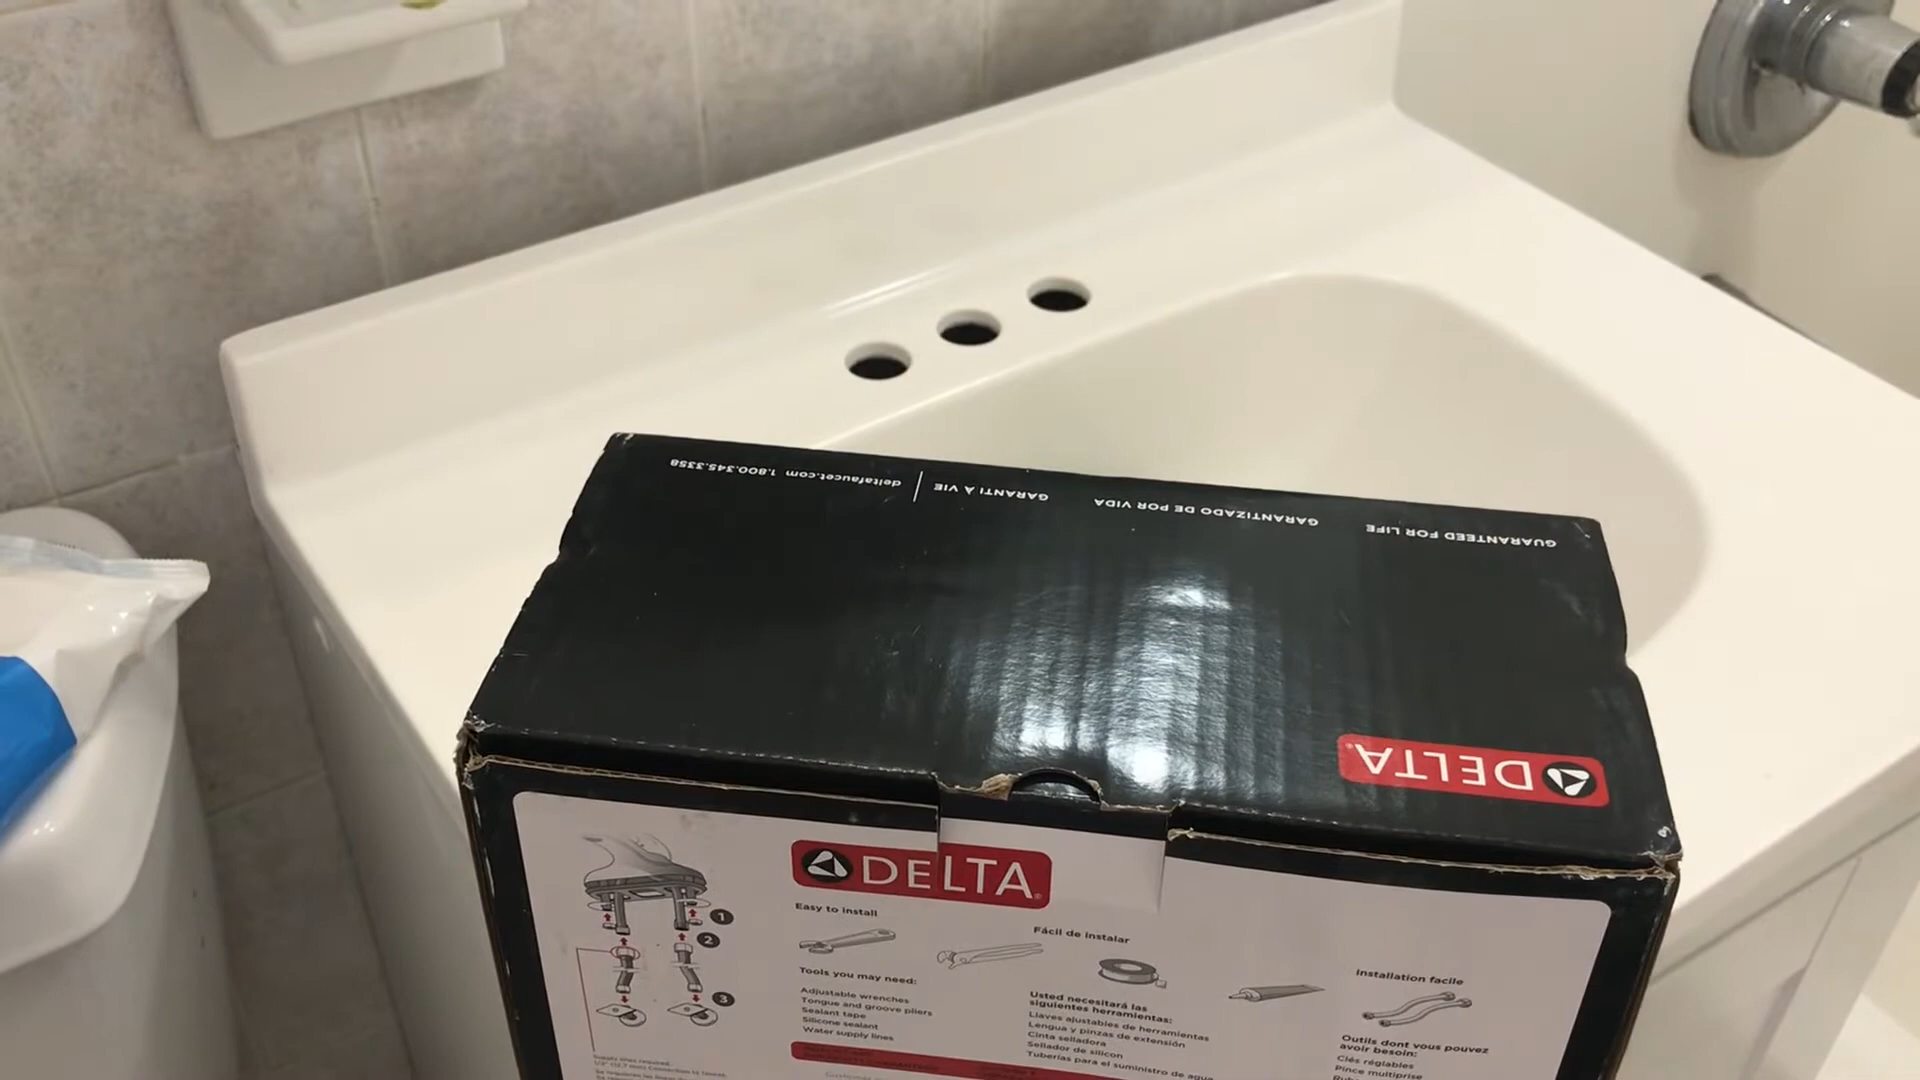 GUARANTEED FOR LIFE GARANTIZADO DE POR VIDA GARANTI À VIE deltafaucet.com 1.800.345.3358
DELTA
DELTA
Easy to install
Tools you may need:
Adjustable wrenches
Tongue and groove pliers
Sealant tape
Silicone sealant
Water supply lines
Fácil de instalar
Usted necesitará las
siguientes herramientas:
Llaves ajustables de herramientas
Lengua y pinzas de extensión
Cinta selladora
Sellador de silicon
Tuberías para el suministro de agua
Installation facile
Outils dont vous pouvez
avoir besoin:
Clés réglables
Pince multiprise
1
2
3